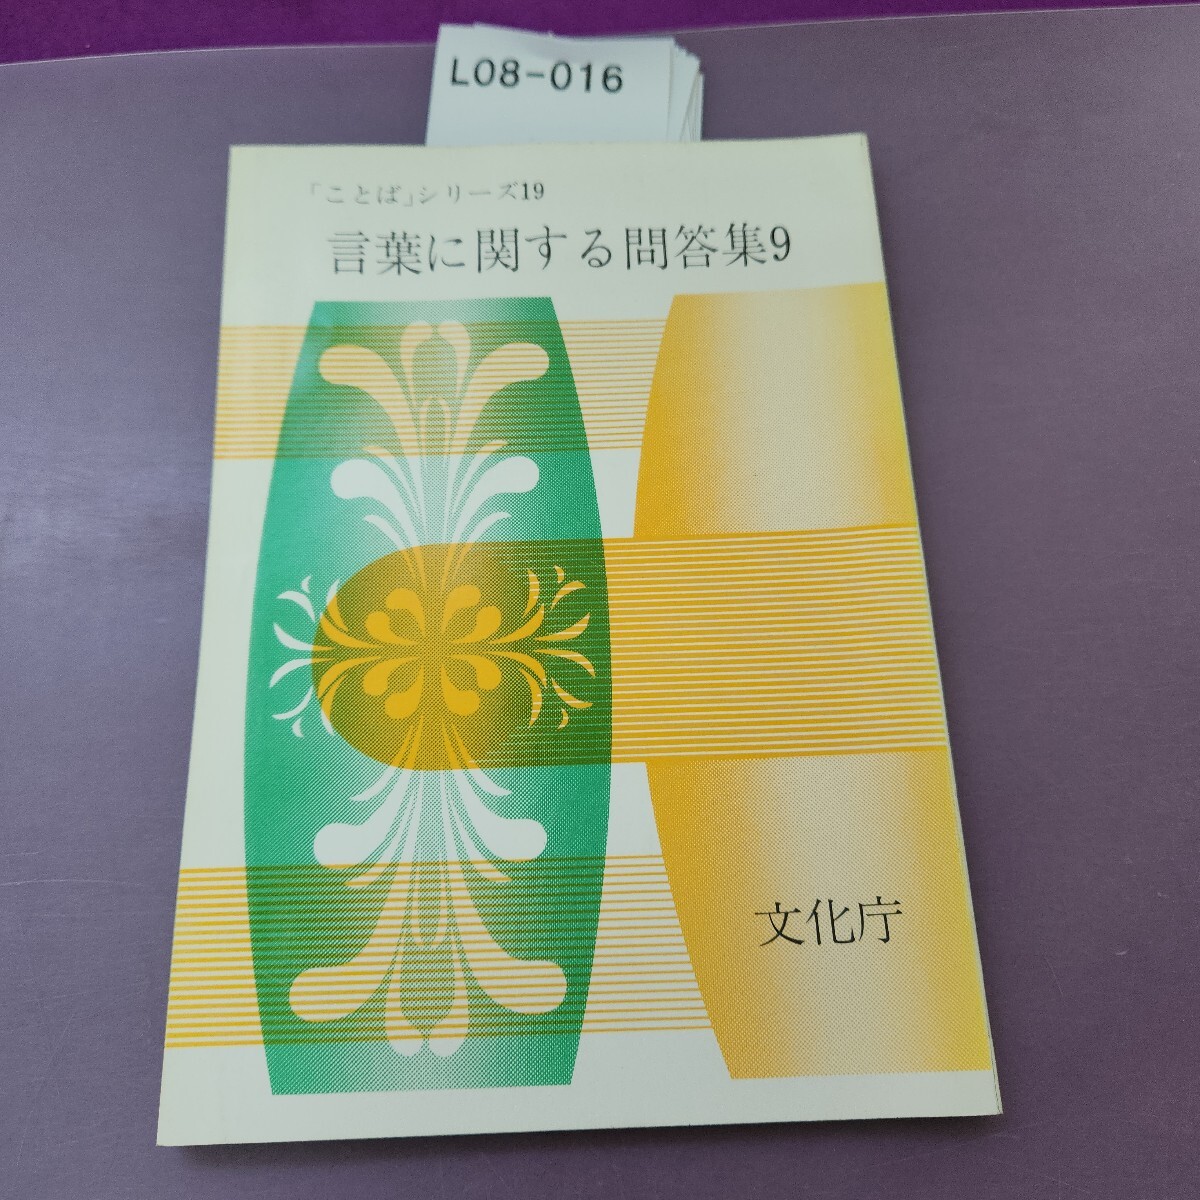 L08-016
「ことば」シリーズ19
言葉に関する問答集9
文化庁